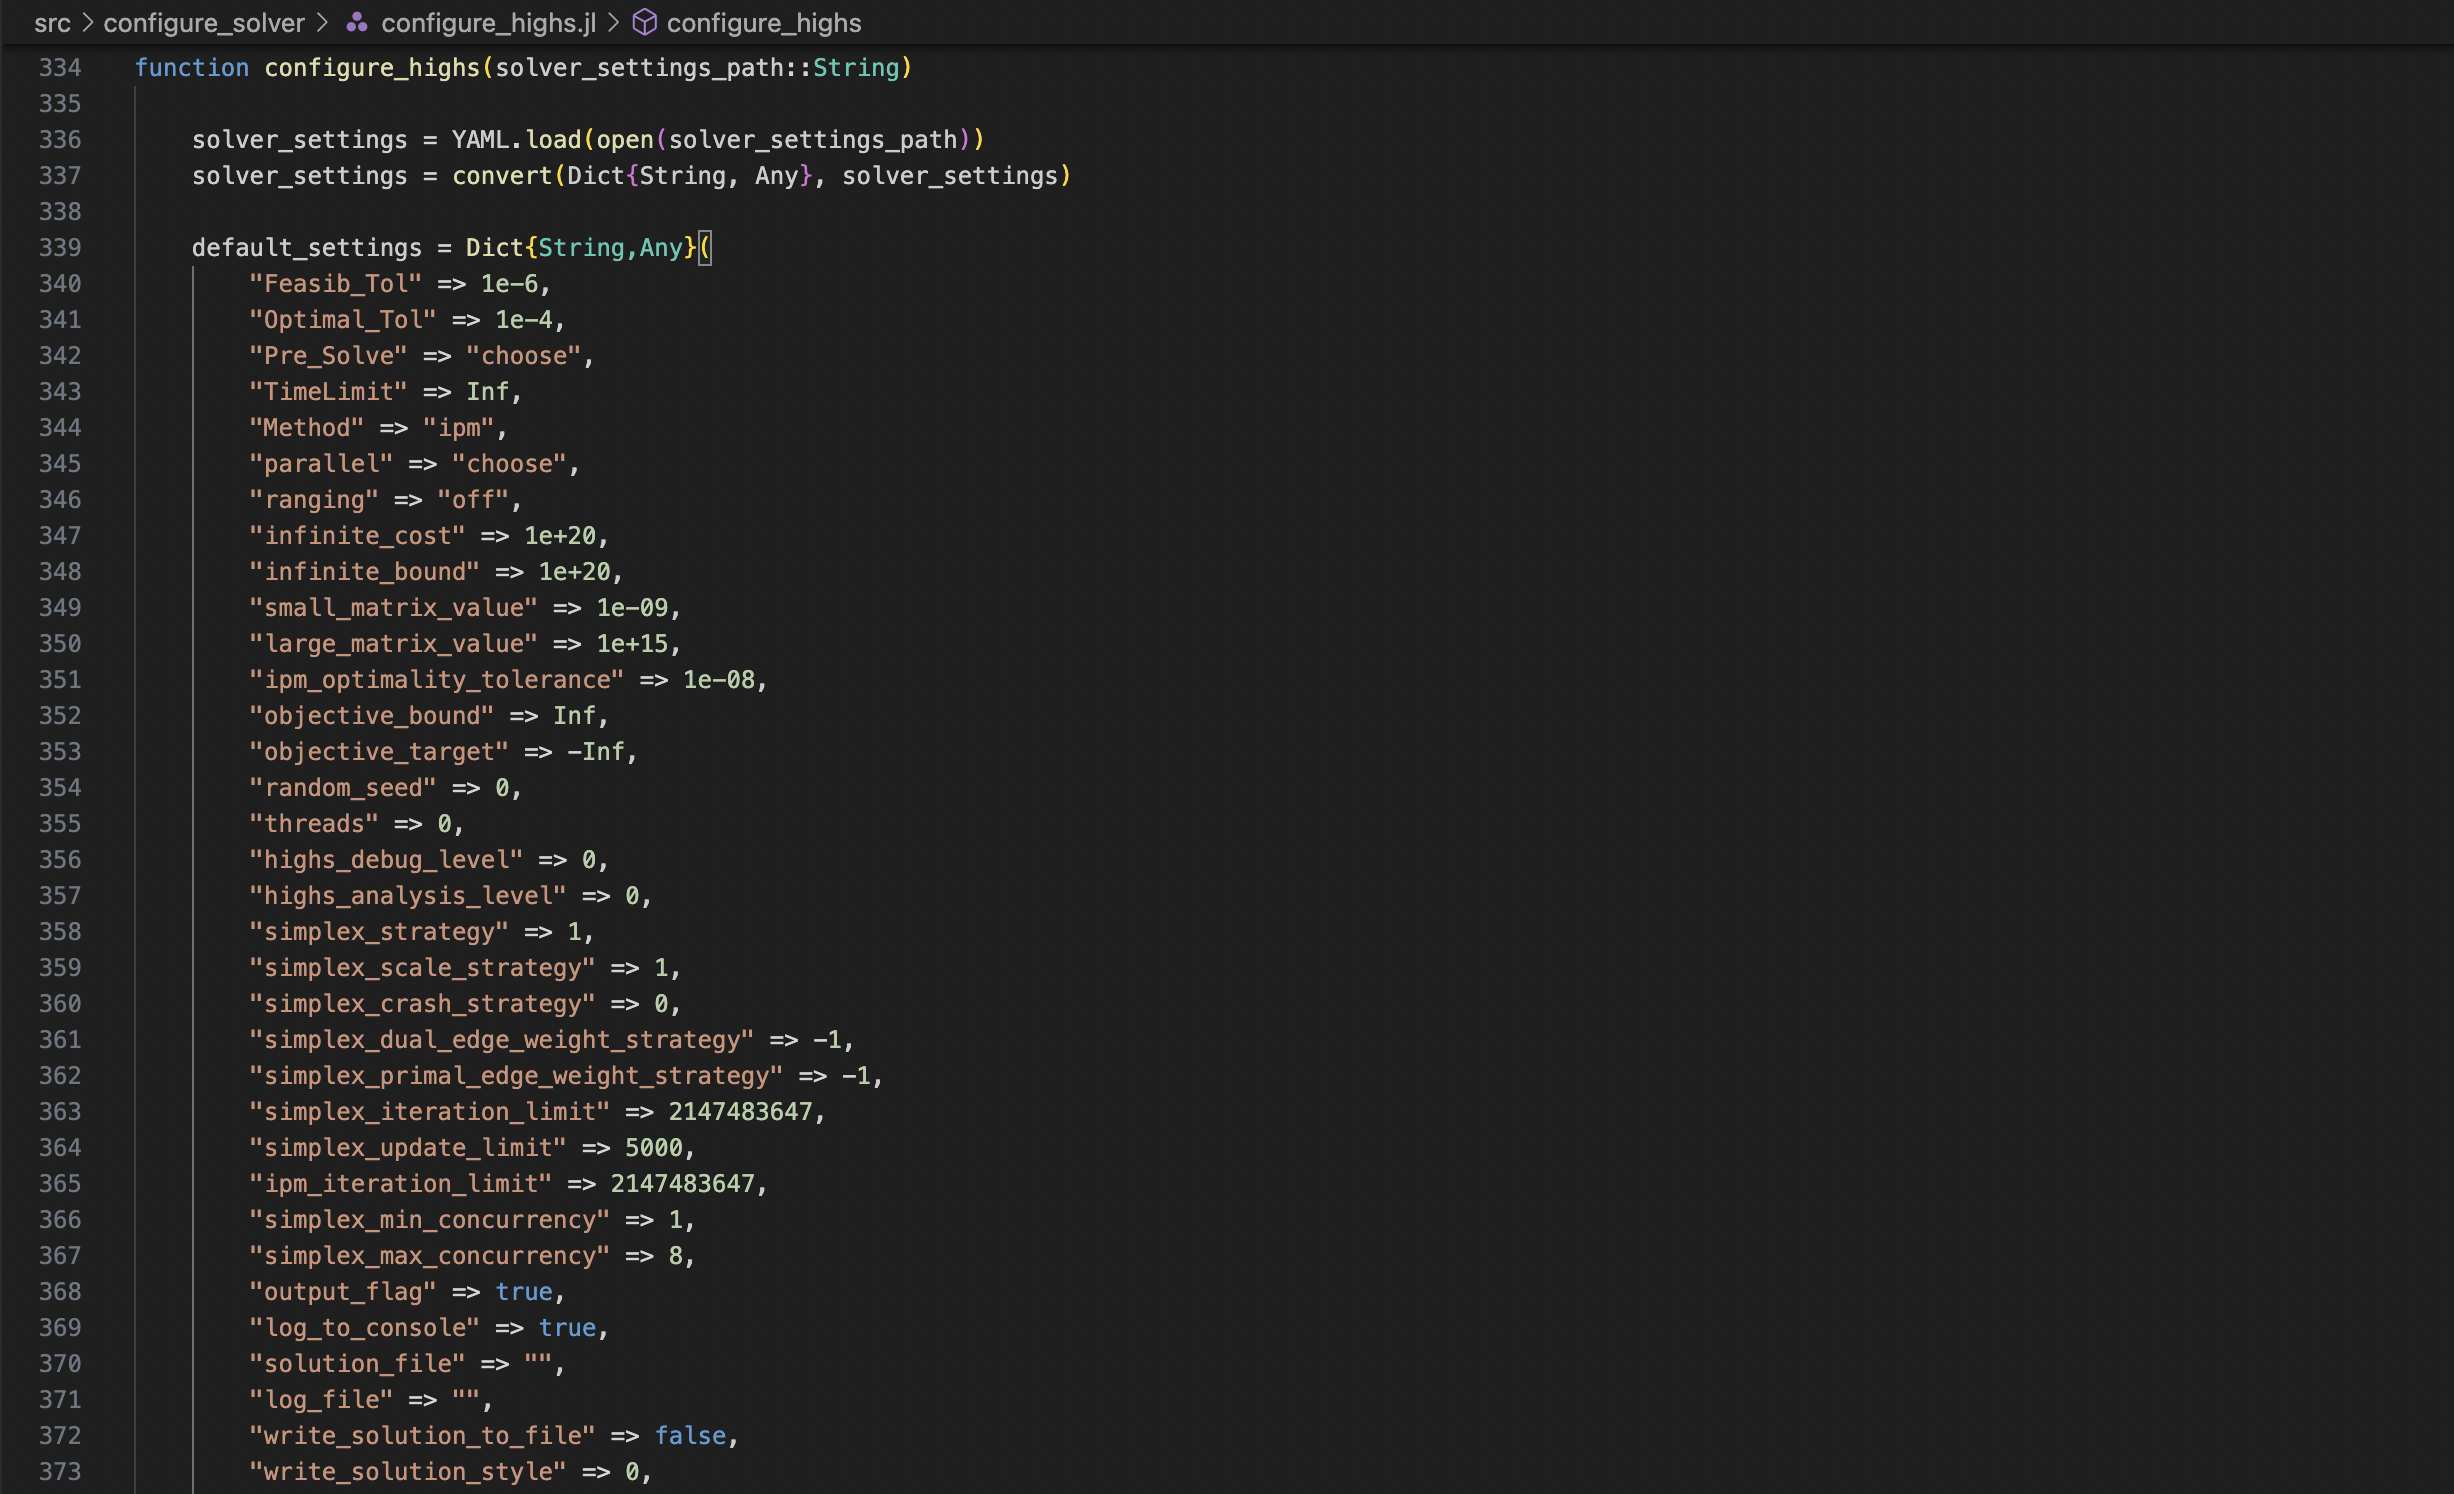 src > configure_solver > configure_highs.jl > configure_highs
334 function configure_highs(solver_settings_path::String)
335
336 solver_settings = YAML.load(open(solver_settings_path))
337 solver_settings = convert(Dict{String, Any}, solver_settings)
338
339 default_settings = Dict{String,Any}(
340 "Feasib_Tol" => 1e-6,
341 "Optimal_Tol" => 1e-4,
342 "Pre_Solve" => "choose",
343 "TimeLimit" => Inf,
344 "Method" => "ipm",
345 "parallel" => "choose",
346 "ranging" => "off",
347 "infinite_cost" => 1e+20,
348 "infinite_bound" => 1e+20,
349 "small_matrix_value" => 1e-09,
350 "large_matrix_value" => 1e+15,
351 "ipm_optimality_tolerance" => 1e-08,
352 "objective_bound" => Inf,
353 "objective_target" => -Inf,
354 "random_seed" => 0,
355 "threads" => 0,
356 "highs_debug_level" => 0,
357 "highs_analysis_level" => 0,
358 "simplex_strategy" => 1,
359 "simplex_scale_strategy" => 1,
360 "simplex_crash_strategy" => 0,
361 "simplex_dual_edge_weight_strategy" => -1,
362 "simplex_primal_edge_weight_strategy" => -1,
363 "simplex_iteration_limit" => 2147483647,
364 "simplex_update_limit" => 5000,
365 "ipm_iteration_limit" => 2147483647,
366 "simplex_min_concurrency" => 1,
367 "simplex_max_concurrency" => 8,
368 "output_flag" => true,
369 "log_to_console" => true,
370 "solution_file" => "",
371 "log_file" => "",
372 "write_solution_to_file" => false,
373 "write_solution_style" => 0,